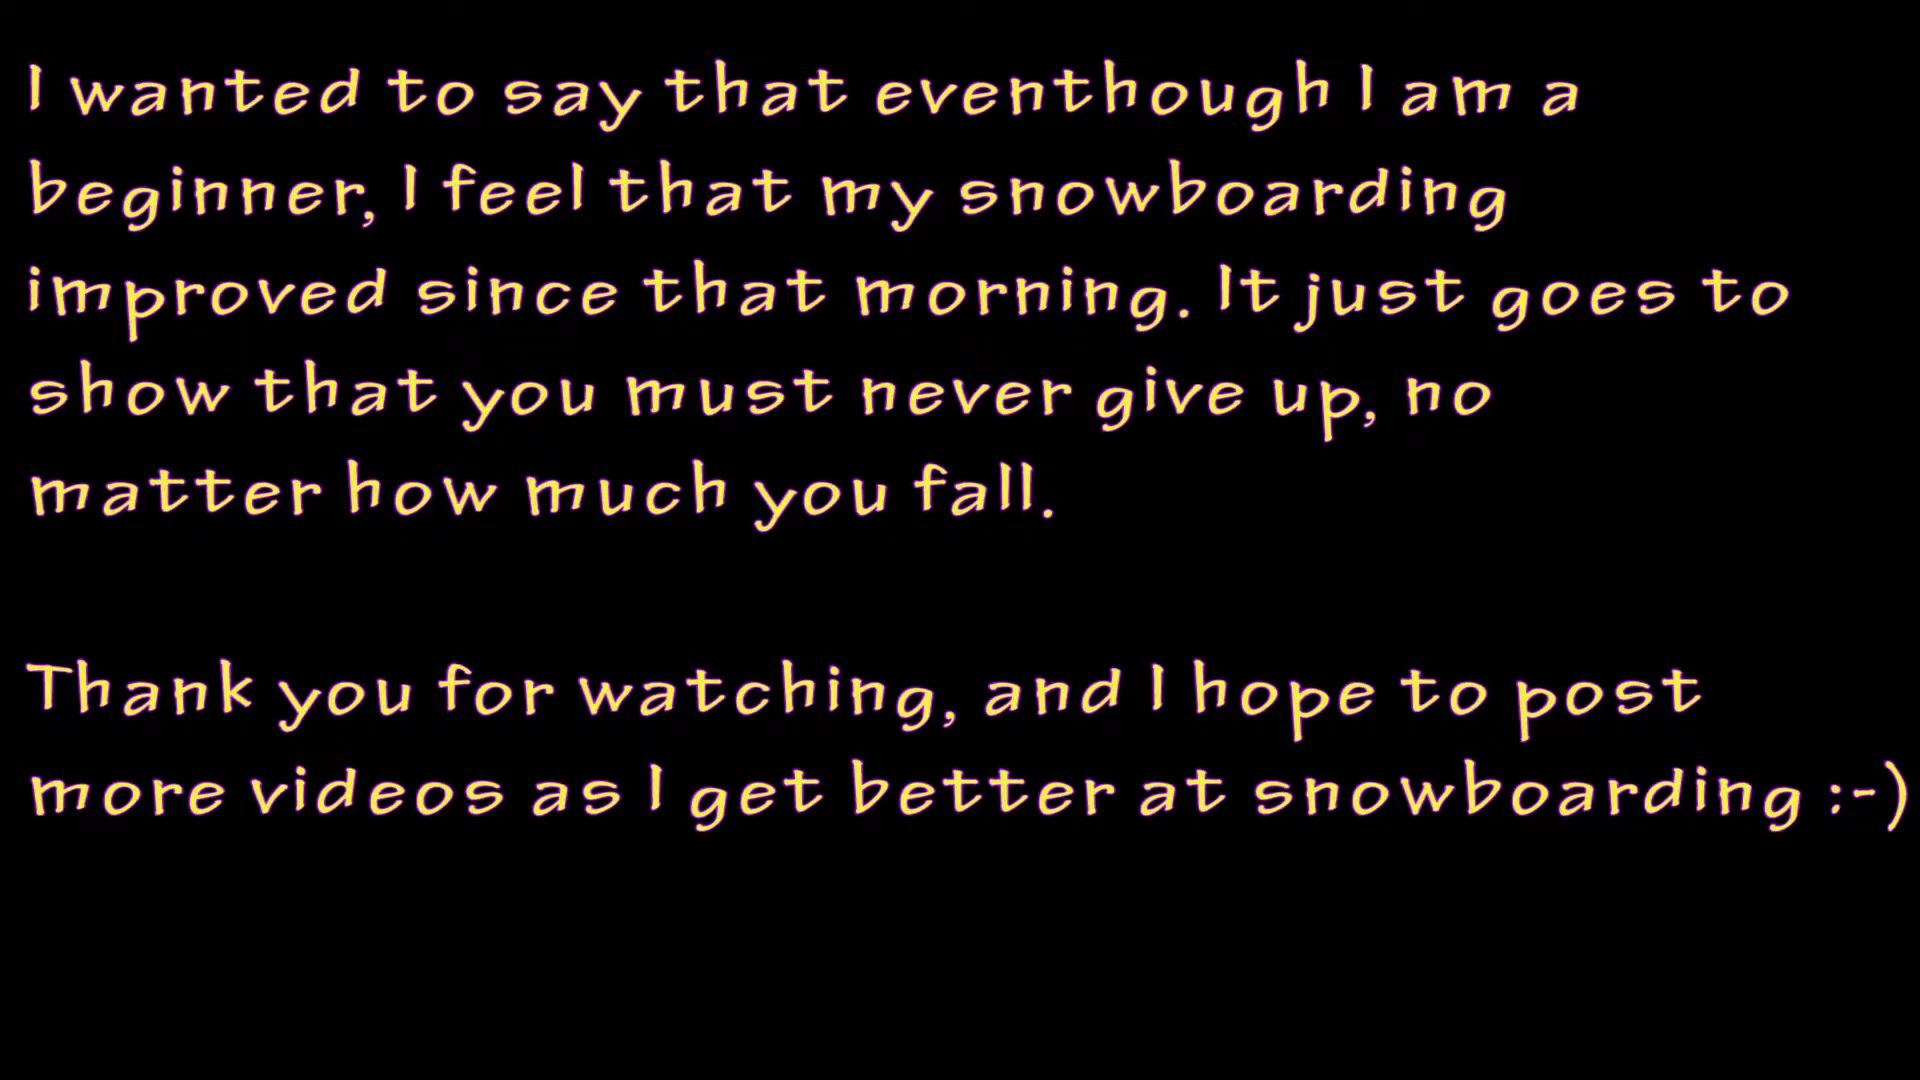 I wanted to say that eventhough I am a
beginner, I feel that my snowboarding
improved since that morning. It just goes to
show that you must never give up, no
matter how much you fall.
Thank you for watching, and I hope to post
more videos as I get better at snowboarding :-)